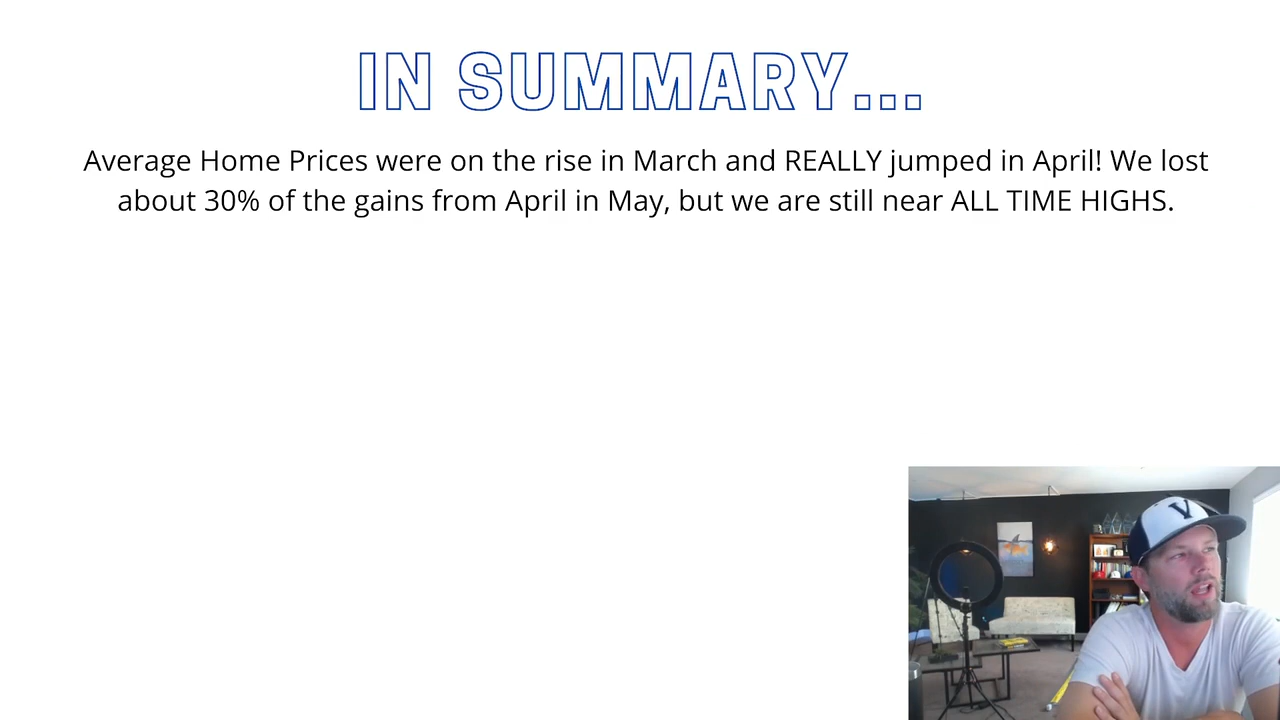 IN SUMMARY...
Average Home Prices were on the rise in March and REALLY jumped in April! We lost
about 30% of the gains from April in May, but we are still near ALL TIME HIGHS.
V